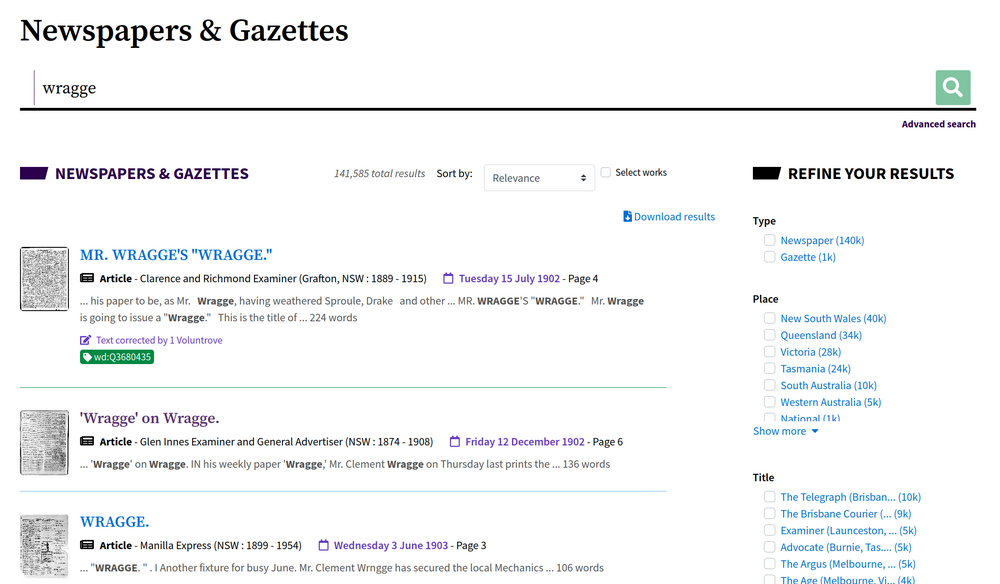 Newspapers & Gazettes
wragge
Advanced search
NEWSPAPERS & GAZETTES
141,585 total results Sort by: Relevance Select works
Download results
MR. WRAGGE'S "WRAGGE."
Article - Clarence and Richmond Examiner (Grafton, NSW : 1889 - 1915) Tuesday 15 July 1902 - Page 4
... his paper to be, as Mr. Wragge, having weathered Sproule, Drake and other ... MR. WRAGGE'S "WRAGGE." Mr. Wragge
is going to issue a "Wragge." This is the title of ... 224 words
Text corrected by 1 Voluntrove
wd:Q3680435
'Wragge' on Wragge.
Article - Glen Innes Examiner and General Advertiser (NSW : 1874 - 1908) Friday 12 December 1902 - Page 6
... 'Wragge' on Wragge. IN his weekly paper 'Wragge,' Mr. Clement Wragge on Thursday last prints the ... 136 words
WRAGGE.
Article - Manilla Express (NSW : 1899 - 1954) Wednesday 3 June 1903 - Page 3
... "WRAGGE. " . I Another fixture for busy June. Mr. Clement Wrngge has secured the local Mechanics ... 106 words
REFINE YOUR RESULTS
Type
Newspaper (140k)
Gazette (1k)
Place
New South Wales (40k)
Queensland (34k)
Victoria (28k)
Tasmania (24k)
South Australia (10k)
Western Australia (5k)
National (1k)
Show more
Title
The Telegraph (Brisban... (10k)
The Brisbane Courier (... (9k)
Examiner (Launceston, ... (5k)
Advocate (Burnie, Tas.... (5k)
The Argus (Melbourne, ... (5k)
The Age (Melbourne, Vi... (4k)